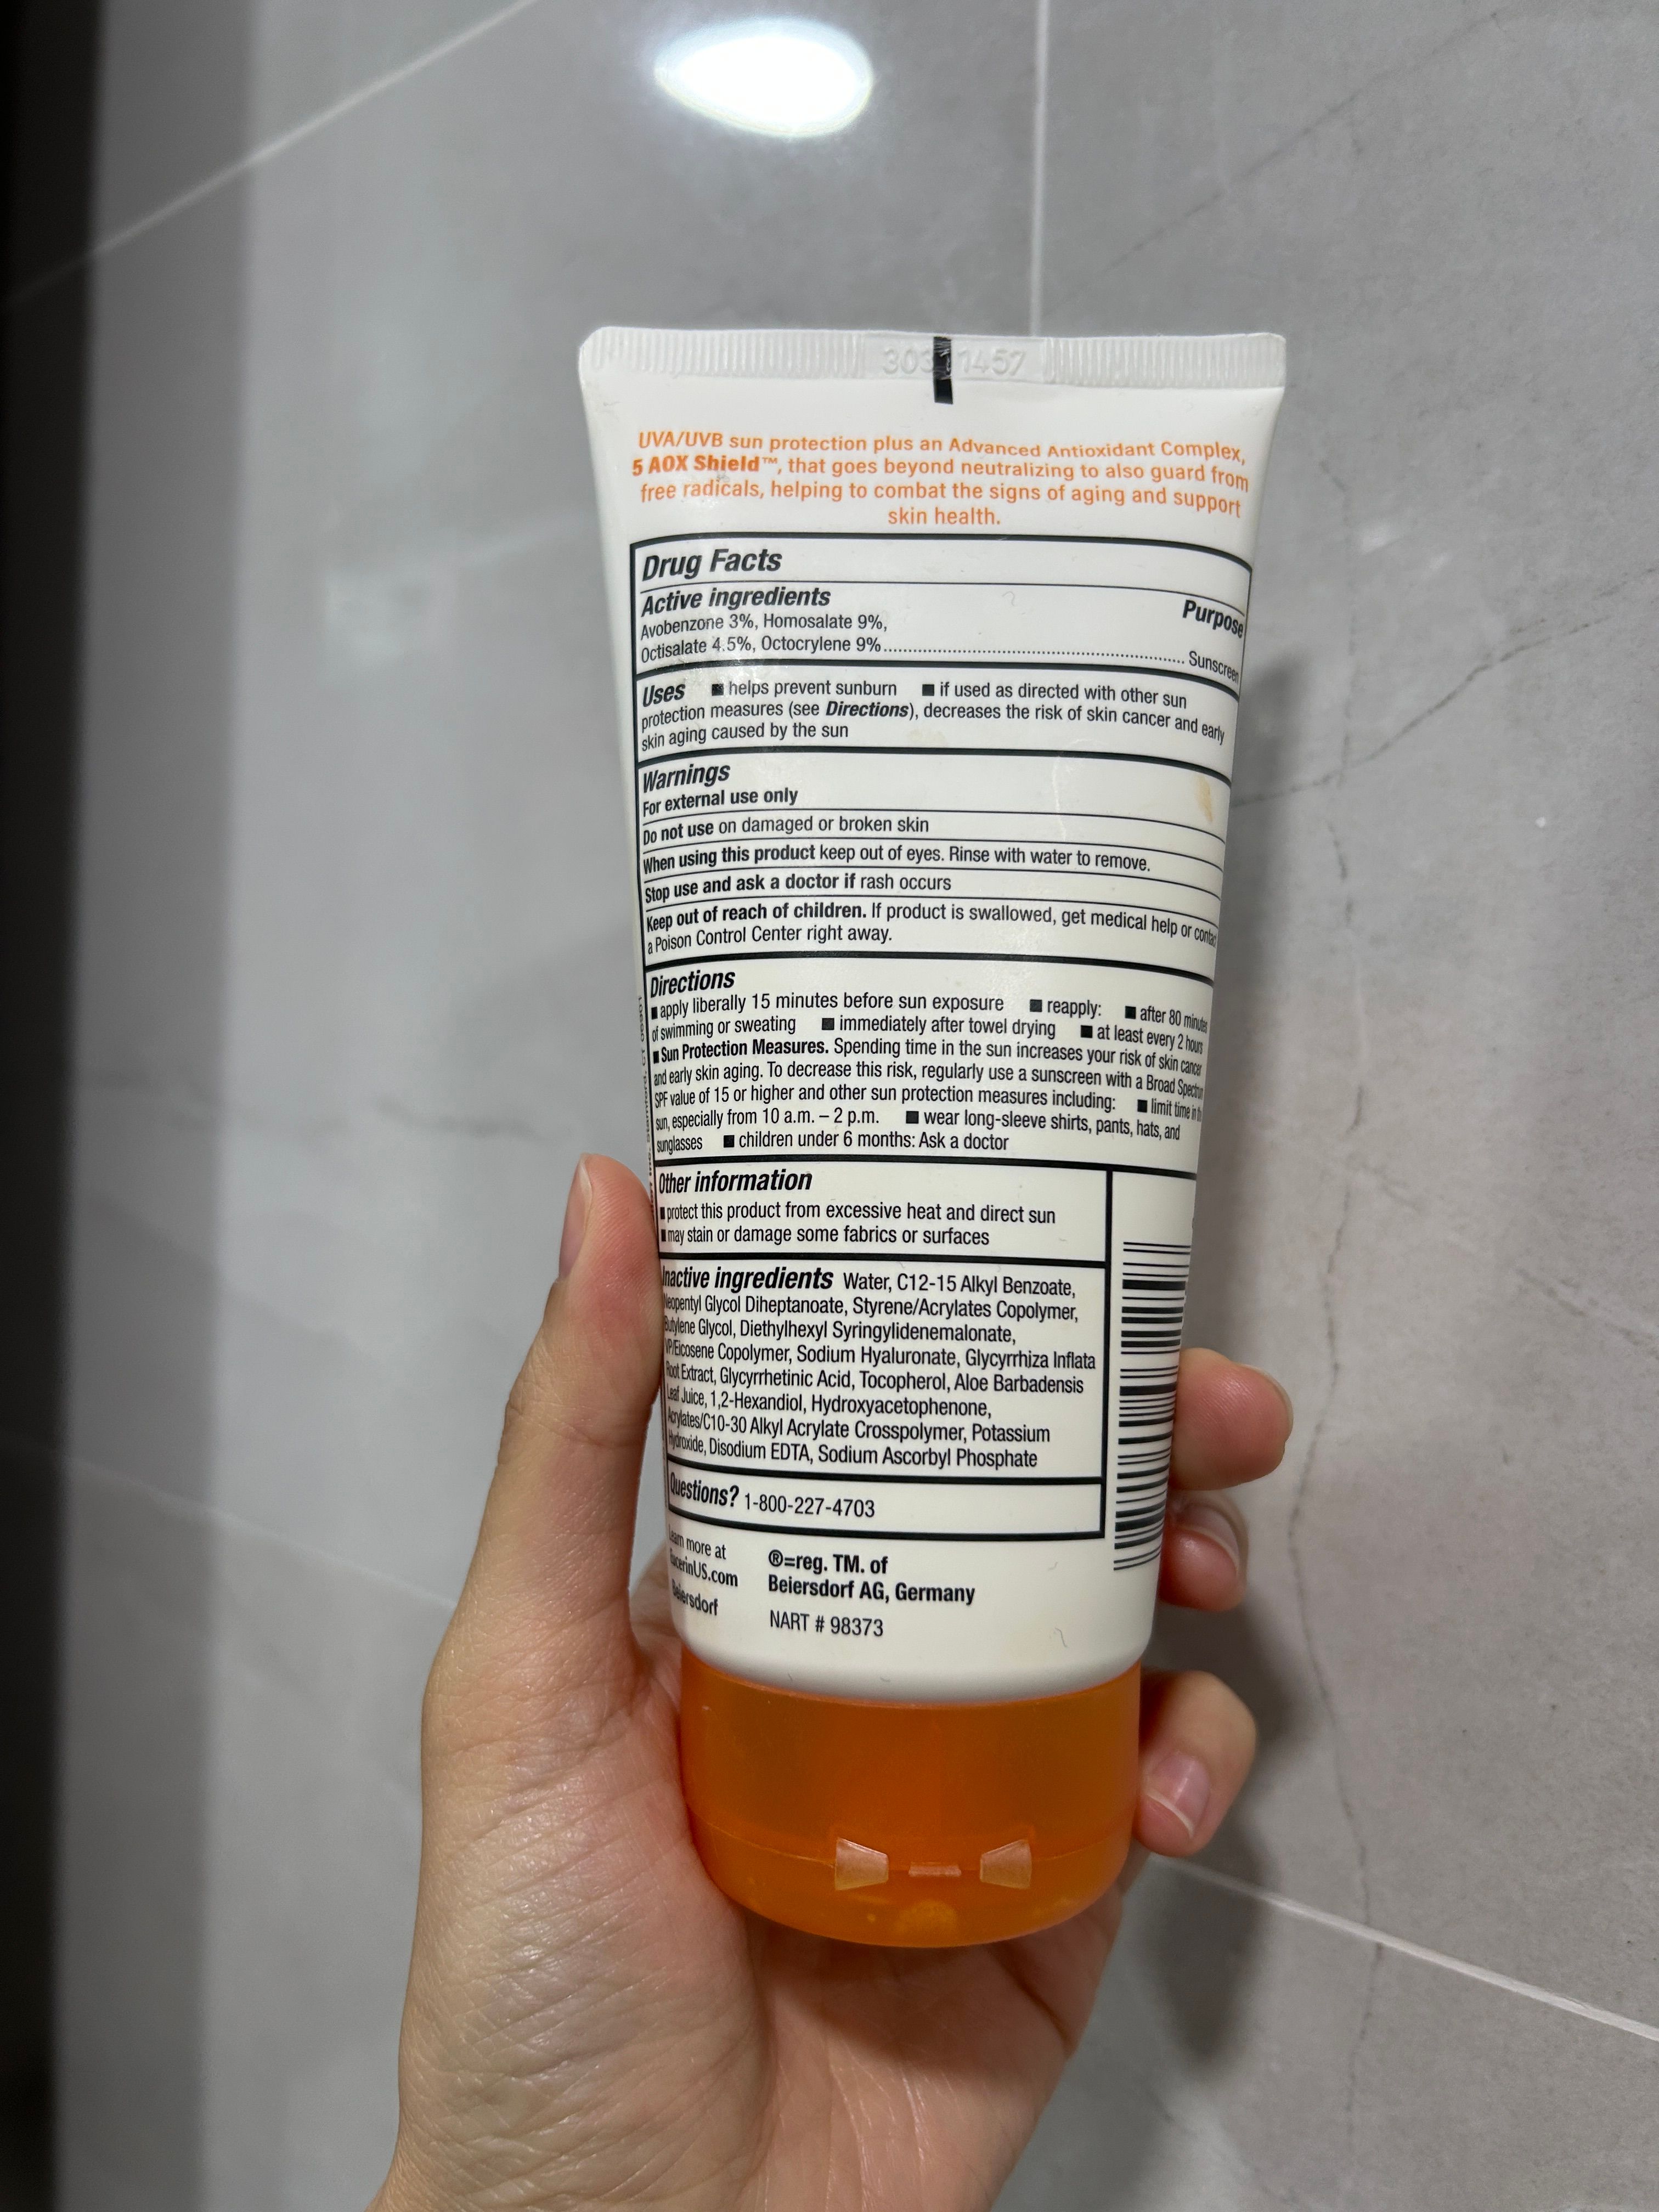 1457
UVA/UVB sun protection plus an Advanced Antioxidant Complex,
5 AOX Shield™, that goes beyond neutralizing to also guard from
free radicals, helping to combat the signs of aging and support
skin health.
Drug Facts
Active ingredients Purpose
Avobenzone 3%, Homosalate 9%,
Octisalate 4.5%, Octocrylene 9%........................................................ Sunscreen
Uses ■ helps prevent sunburn ■ if used as directed with other sun
protection measures (see Directions), decreases the risk of skin cancer and early
skin aging caused by the sun
Warnings
For external use only
Do not use on damaged or broken skin
When using this product keep out of eyes. Rinse with water to remove.
Stop use and ask a doctor if rash occurs
Keep out of reach of children. If product is swallowed, get medical help or contact
a Poison Control Center right away.
Directions
■ apply liberally 15 minutes before sun exposure ■ reapply: ■ after 80 minutes
of swimming or sweating ■ immediately after towel drying ■ at least every 2 hours
■ Sun Protection Measures. Spending time in the sun increases your risk of skin cancer
and early skin aging. To decrease this risk, regularly use a sunscreen with a Broad Spectrum
SPF value of 15 or higher and other sun protection measures including: ■ limit time in the
sun, especially from 10 a.m. – 2 p.m. ■ wear long-sleeve shirts, pants, hats, and
sunglasses ■ children under 6 months: Ask a doctor
Other information
■ protect this product from excessive heat and direct sun
■ may stain or damage some fabrics or surfaces
Inactive ingredients Water, C12-15 Alkyl Benzoate,
Neopentyl Glycol Diheptanoate, Styrene/Acrylates Copolymer,
Butylene Glycol, Diethylhexyl Syringylidenemalonate,
VP/Eicosene Copolymer, Sodium Hyaluronate, Glycyrrhiza Inflata
Root Extract, Glycyrrhetinic Acid, Tocopherol, Aloe Barbadensis
Leaf Juice, 1,2-Hexandiol, Hydroxyacetophenone,
Acrylates/C10-30 Alkyl Acrylate Crosspolymer, Potassium
Hydroxide, Disodium EDTA, Sodium Ascorbyl Phosphate
Questions? 1-800-227-4703
Learn more at
EucerinUS.com
Beiersdorf
®=reg. TM. of
Beiersdorf AG, Germany
NART # 98373